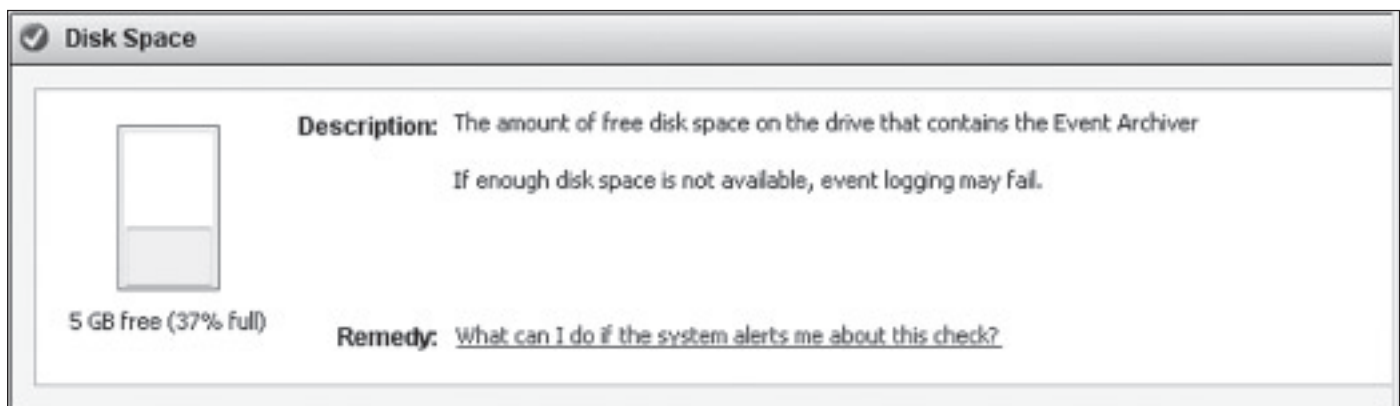 Disk Space
Description: The amount of free disk space on the drive that contains the Event Archiver
If enough disk space is not available, event logging may fail.
5 GB free (37% full)
Remedy: What can I do if the system alerts me about this check?